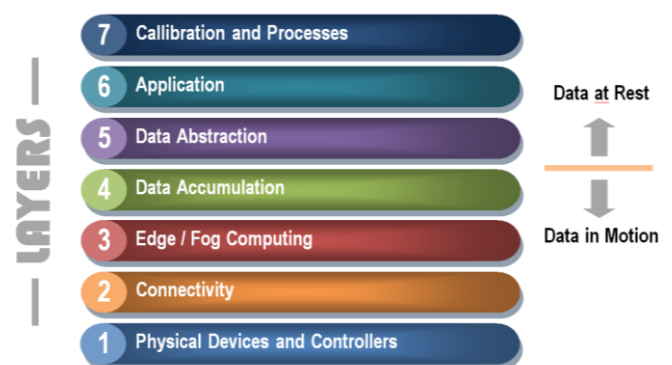 LAYERS
7 Callibration and Processes
6 Application
5 Data Abstraction
4 Data Accumulation
3 Edge / Fog Computing
2 Connectivity
1 Physical Devices and Controllers
Data at Rest
Data in Motion